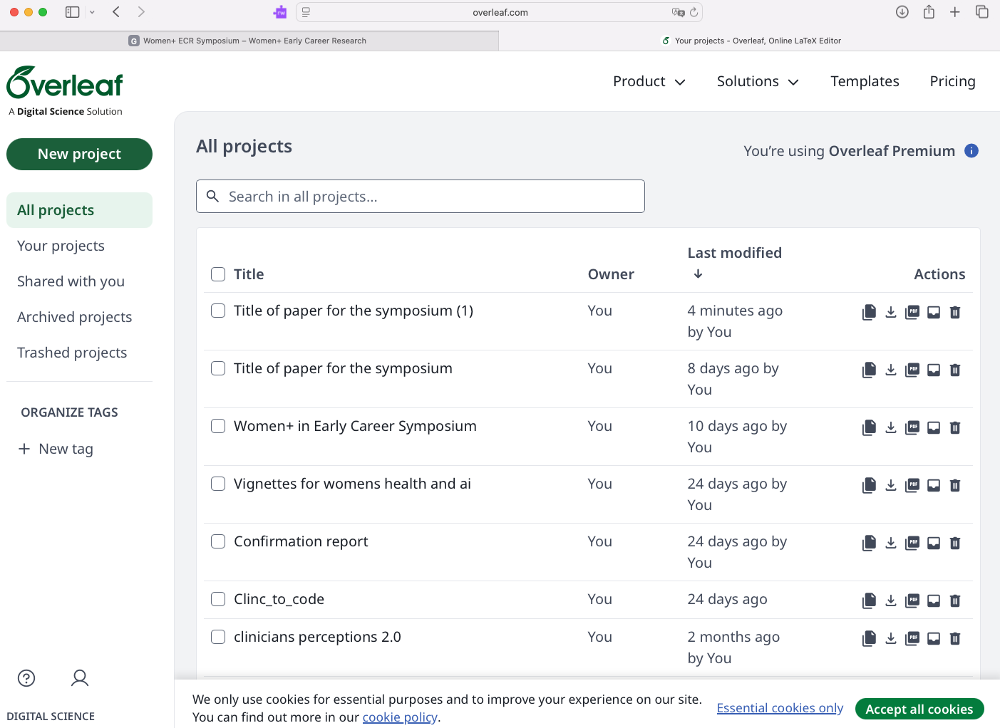 overleaf.com
Women+ ECR Symposium – Women+ Early Career Research
Your projects - Overleaf, Online LaTeX Editor
Overleaf
A Digital Science Solution
Product
Solutions
Templates
Pricing
New project
All projects
Your projects
Shared with you
Archived projects
Trashed projects
ORGANIZE TAGS
+ New tag
DIGITAL SCIENCE
All projects
You’re using Overleaf Premium
Search in all projects...
Title
Owner
Last modified
Actions
Title of paper for the symposium (1)
You
4 minutes ago
by You
PDF
Title of paper for the symposium
You
8 days ago by
You
PDF
Women+ in Early Career Symposium
You
10 days ago by
You
PDF
Vignettes for womens health and ai
You
24 days ago by
You
PDF
Confirmation report
You
24 days ago by
You
PDF
Clinc_to_code
You
24 days ago
PDF
clinicians perceptions 2.0
You
2 months ago
by You
PDF
We only use cookies for essential purposes and to improve your experience on our site.
You can find out more in our cookie policy.
Essential cookies only
Accept all cookies